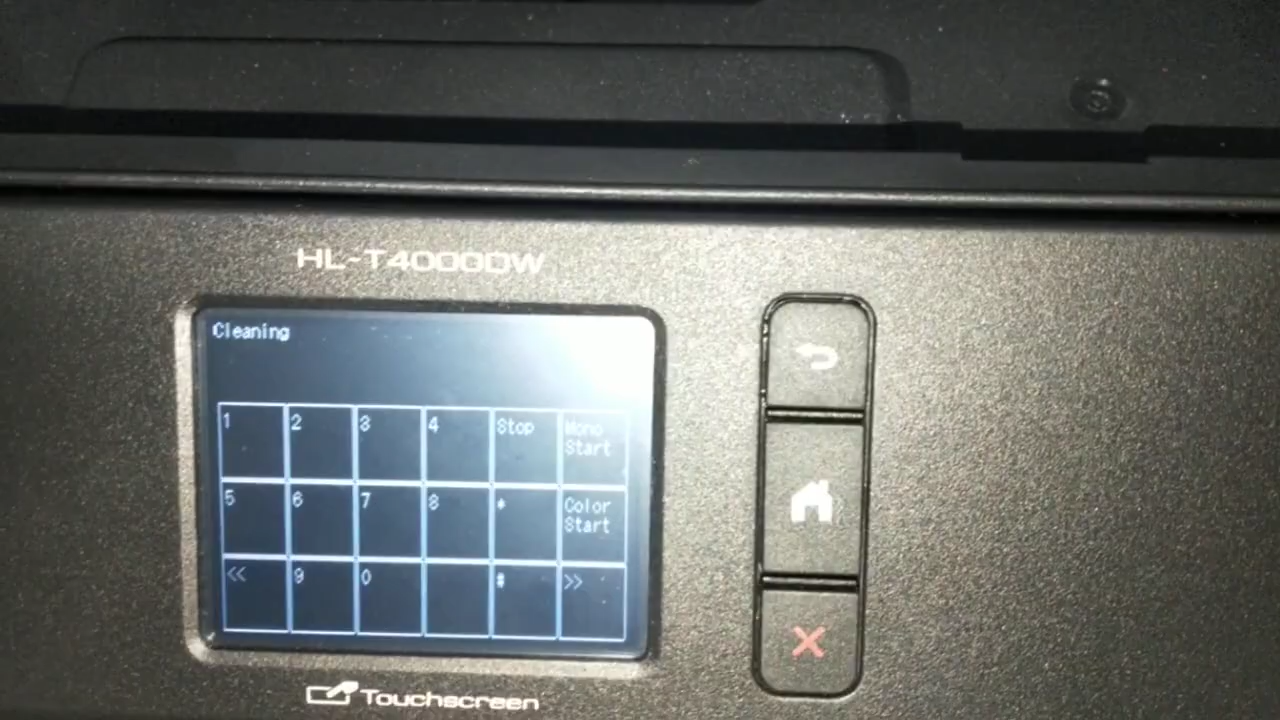 HL-T4000DW
Cleaning
1 2 3 4 Stop Mono Start
5 6 7 8 * Color Start
<< 9 0 # >>
Touchscreen